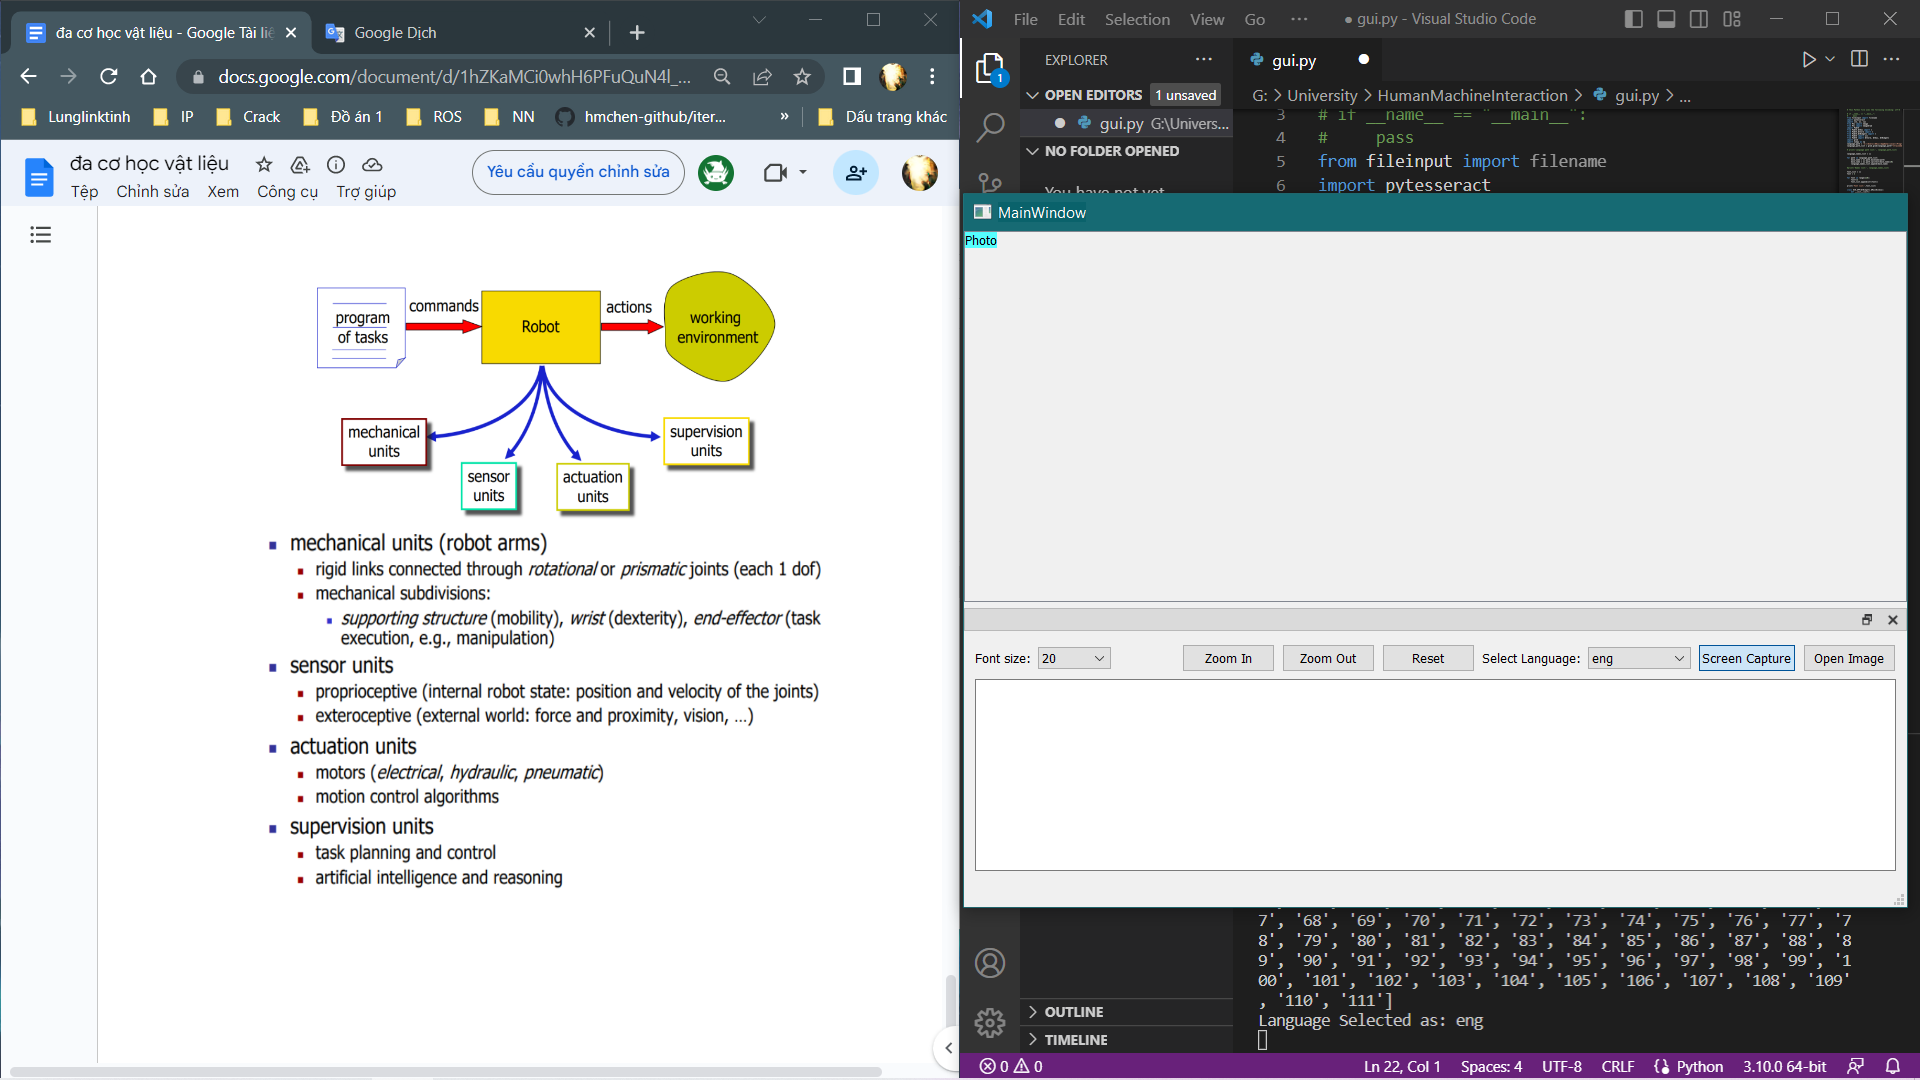 đa cơ học vật liệu - Google Tài liệ
Google Dịch
docs.google.com/document/d/1hZKaMCi0whH6PFuQuN4l_...
Lunglinktinh
IP
Crack
Đồ án 1
ROS
NN
hmchen-github/iter...
»
Dấu trang khác
đa cơ học vật liệu
Tệp Chỉnh sửa Xem Công cụ Trợ giúp
Yêu cầu quyền chỉnh sửa
program
of tasks
commands
Robot
actions
working
environment
mechanical
units
sensor
units
actuation
units
supervision
units
mechanical units (robot arms)
rigid links connected through rotational or prismatic joints (each 1 dof)
mechanical subdivisions:
supporting structure (mobility), wrist (dexterity), end-effector (task
execution, e.g., manipulation)
sensor units
proprioceptive (internal robot state: position and velocity of the joints)
exteroceptive (external world: force and proximity, vision, ...)
actuation units
motors (electrical, hydraulic, pneumatic)
motion control algorithms
supervision units
task planning and control
artificial intelligence and reasoning
File Edit Selection View Go ··· ● gui.py - Visual Studio Code
EXPLORER ···
gui.py
OPEN EDITORS 1 unsaved
gui.py G:\Univers...
NO FOLDER OPENED
You have not yet
1
G: > University > HumanMachineInteraction > gui.py > ...
3 # if __name__ == "__main__":
4 #     pass
5 from fileinput import filename
6 import pytesseract
MainWindow
Photo
Font size: 20 Zoom In Zoom Out Reset Select Language: eng Screen Capture Open Image
7', '68', '69', '70', '71', '72', '73', '74', '75', '76', '77', '7
8', '79', '80', '81', '82', '83', '84', '85', '86', '87', '88', '8
9', '90', '91', '92', '93', '94', '95', '96', '97', '98', '99', '1
00', '101', '102', '103', '104', '105', '106', '107', '108', '109'
, '110', '111']
Language Selected as: eng
OUTLINE
TIMELINE
0 0 Ln 22, Col 1 Spaces: 4 UTF-8 CRLF Python 3.10.0 64-bit